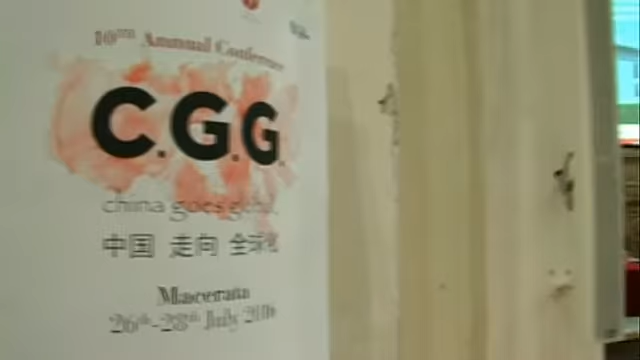 10TH Annual Conference
C.G.G.
china goes global
中国 走向 全球化
Macerata
26th-28th July 2016